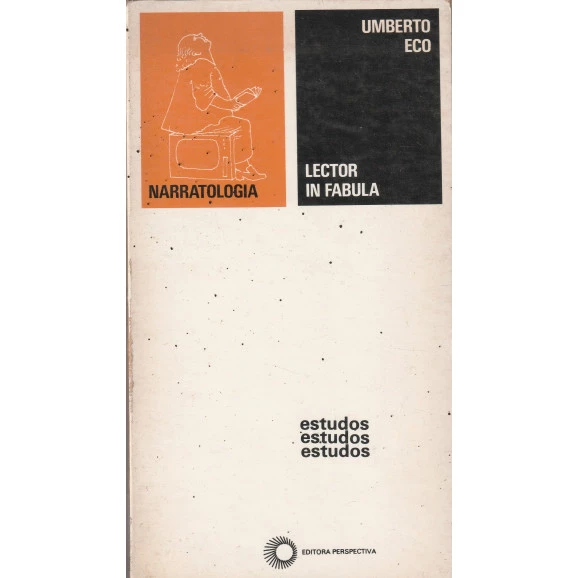 UMBERTO
ECO
NARRATOLOGIA
LECTOR
IN FABULA
estudos
estudos
estudos
EDITORA PERSPECTIVA